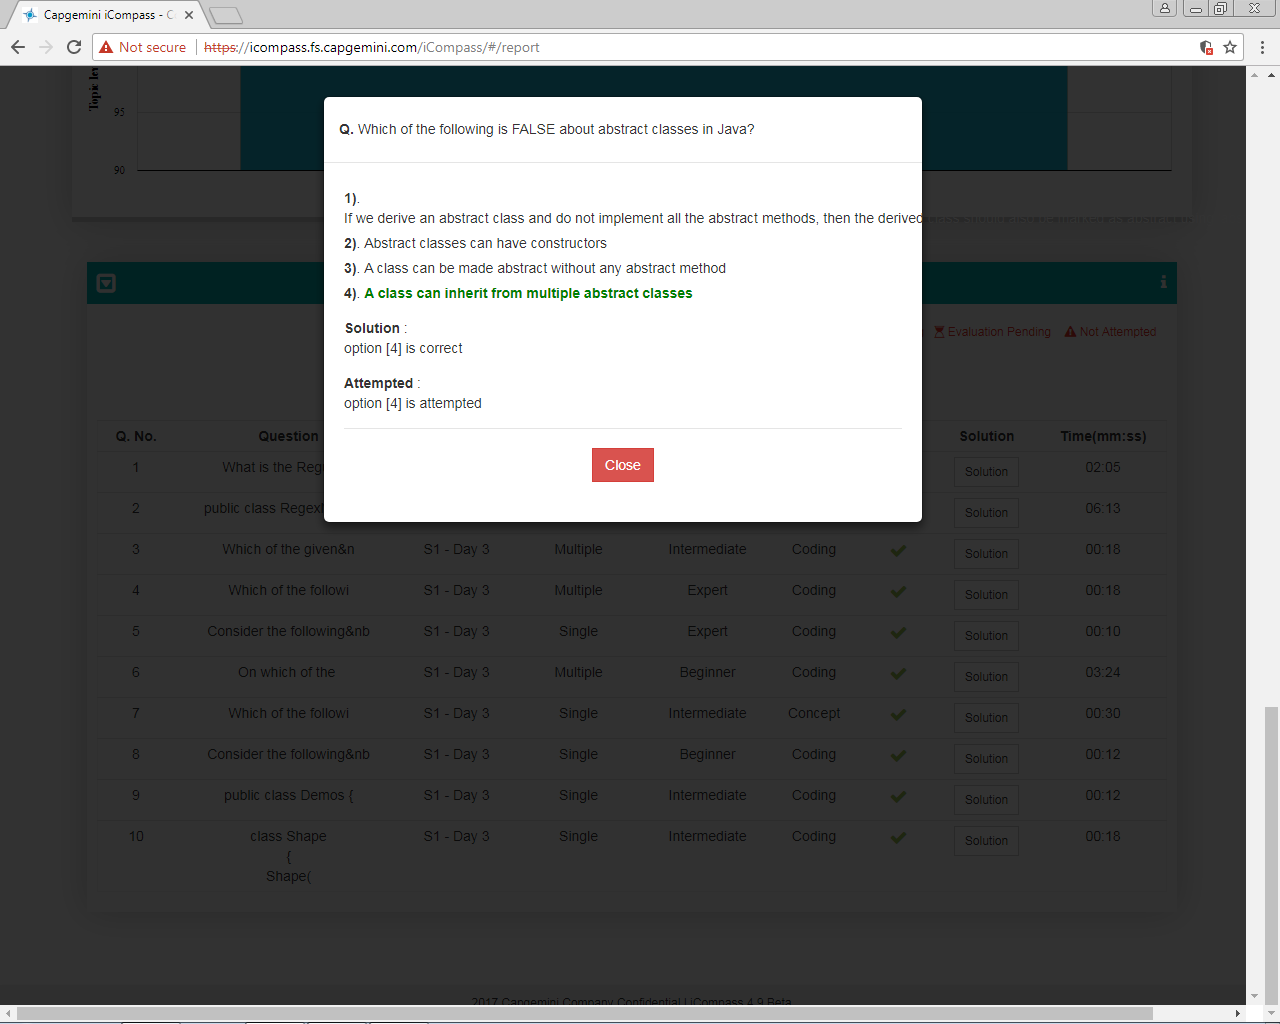 Capgemini iCompass - C
Not secure
https://icompass.fs.capgemini.com/iCompass/#/report
Topic lev
95
90
Q. Which of the following is FALSE about abstract classes in Java?
1).
If we derive an abstract class and do not implement all the abstract methods, then the derived class should also be marked as abstract
2). Abstract classes can have constructors
3). A class can be made abstract without any abstract method
4). A class can inherit from multiple abstract classes
Solution :
option [4] is correct
Attempted :
option [4] is attempted
Close
Evaluation Pending Not Attempted
Q. No. Question Solution Time(mm:ss)
1 What is the Reg Solution 02:05
2 public class Regex Solution 06:13
3 Which of the given&n S1 - Day 3 Multiple Intermediate Coding Solution 00:18
4 Which of the followi S1 - Day 3 Multiple Expert Coding Solution 00:18
5 Consider the following&nb S1 - Day 3 Single Expert Coding Solution 00:10
6 On which of the S1 - Day 3 Multiple Beginner Coding Solution 03:24
7 Which of the followi S1 - Day 3 Single Intermediate Concept Solution 00:30
8 Consider the following&nb S1 - Day 3 Single Beginner Coding Solution 00:12
9 public class Demos { S1 - Day 3 Single Intermediate Coding Solution 00:12
10 class Shape S1 - Day 3 Single Intermediate Coding Solution 00:18
{
Shape(
2017 Capgemini Company Confidential | iCompass 4.9 Beta